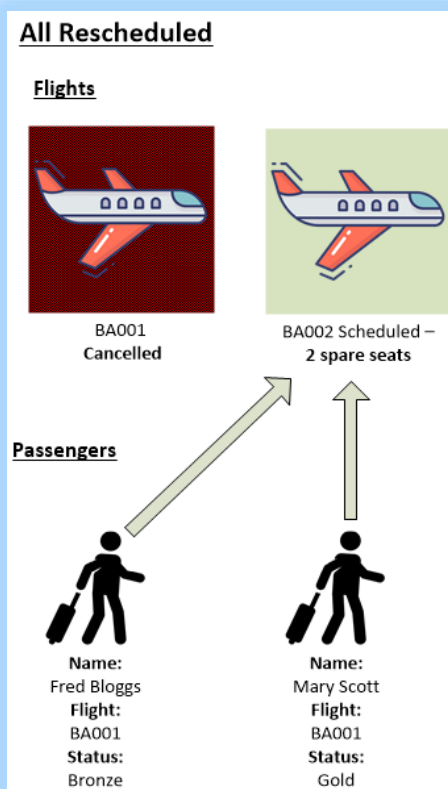 All Rescheduled
Flights
BA001
Cancelled
BA002 Scheduled –
2 spare seats
Passengers
Name:
Fred Bloggs
Flight:
BA001
Status:
Bronze
Name:
Mary Scott
Flight:
BA001
Status:
Gold